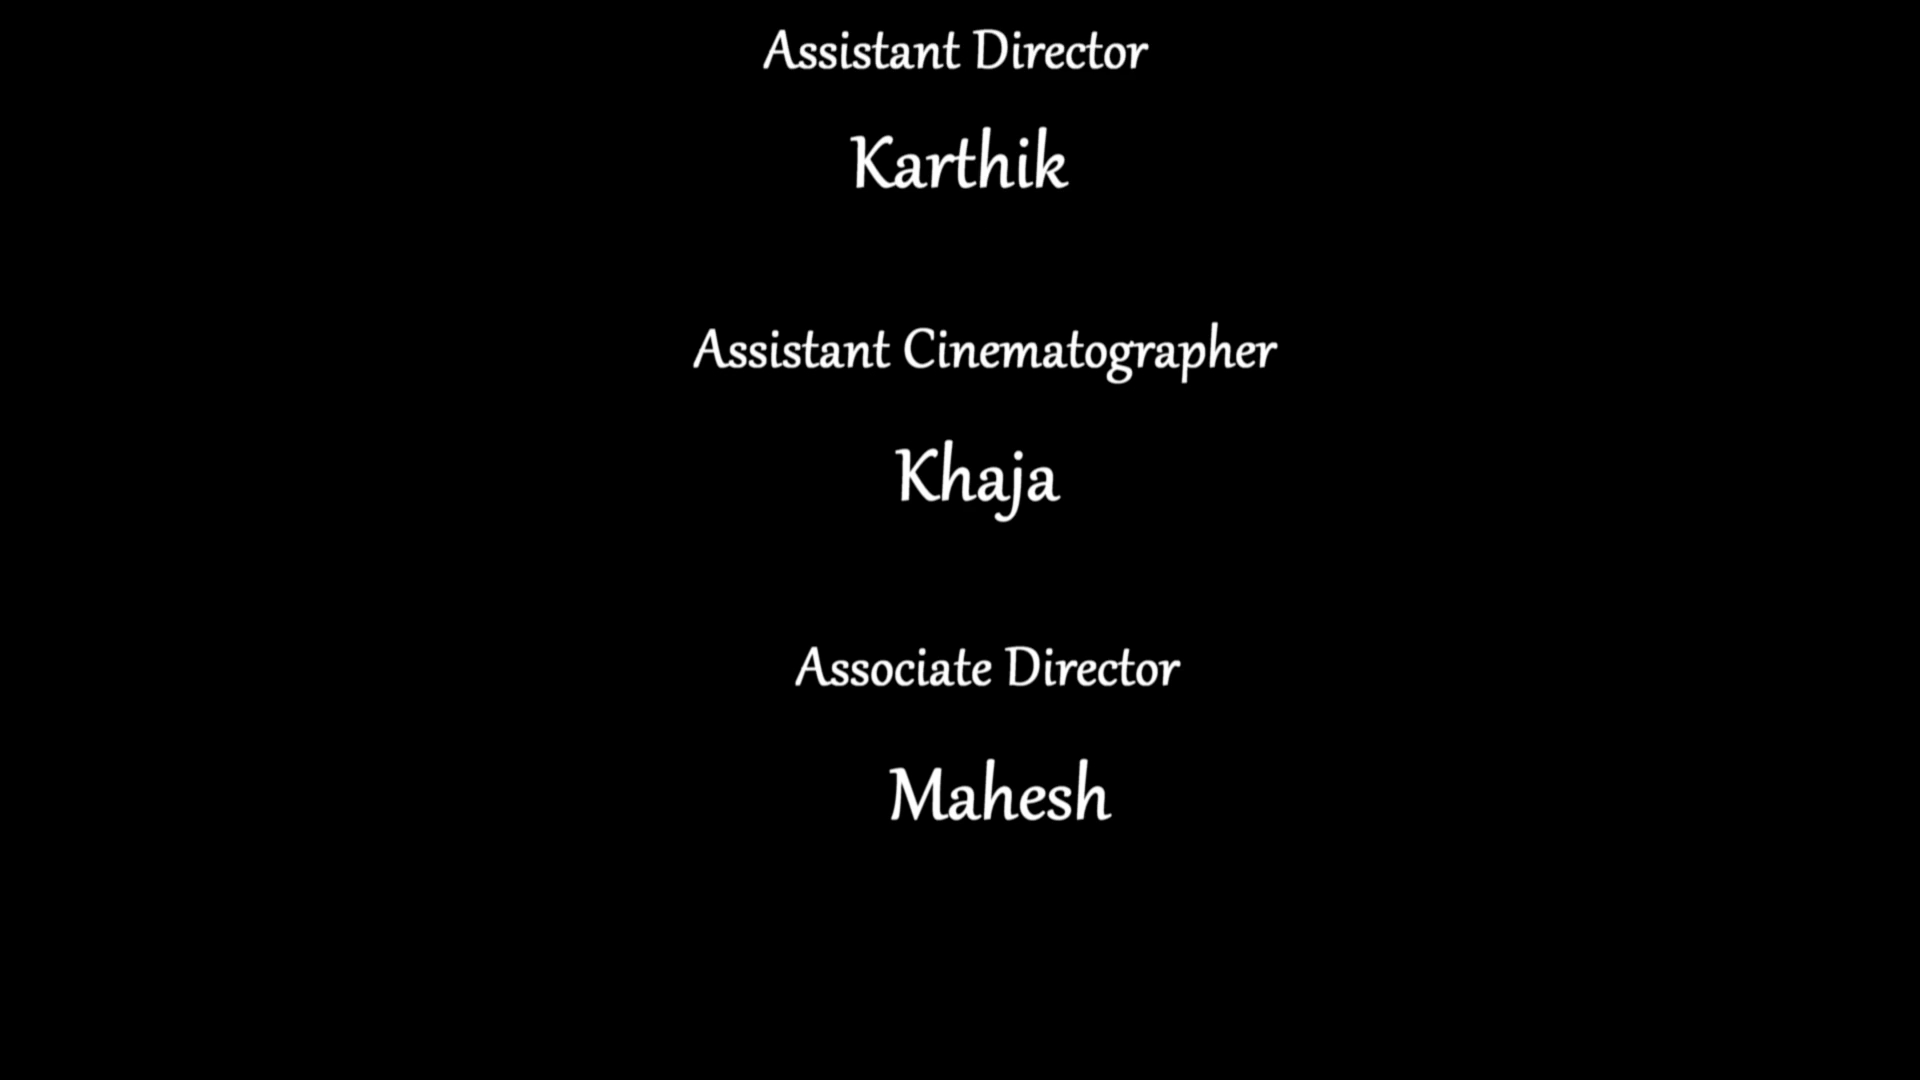 Assistant Director
Karthik
Assistant Cinematographer
Khaja
Associate Director
Mahesh